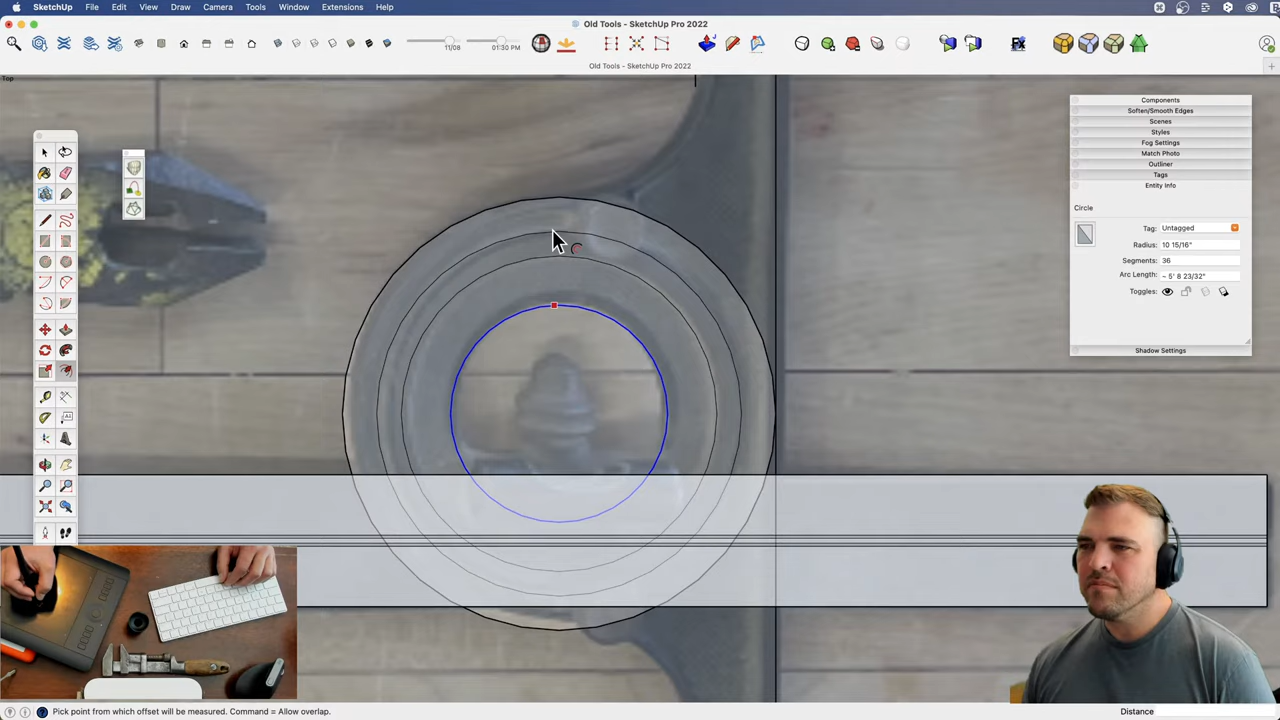 SketchUp File Edit View Draw Camera Tools Window Extensions Help
Old Tools - SketchUp Pro 2022
11/08 01:30 PM
Old Tools - SketchUp Pro 2022
Top
Components
Soften/Smooth Edges
Scenes
Styles
Fog Settings
Match Photo
Outliner
Tags
Entity Info
Circle
Tag: Untagged
Radius: 10 15/16"
Segments: 36
Arc Length: ~ 5' 8 23/32"
Toggles:
Shadow Settings
Pick point from which offset will be measured. Command = Allow overlap. Distance